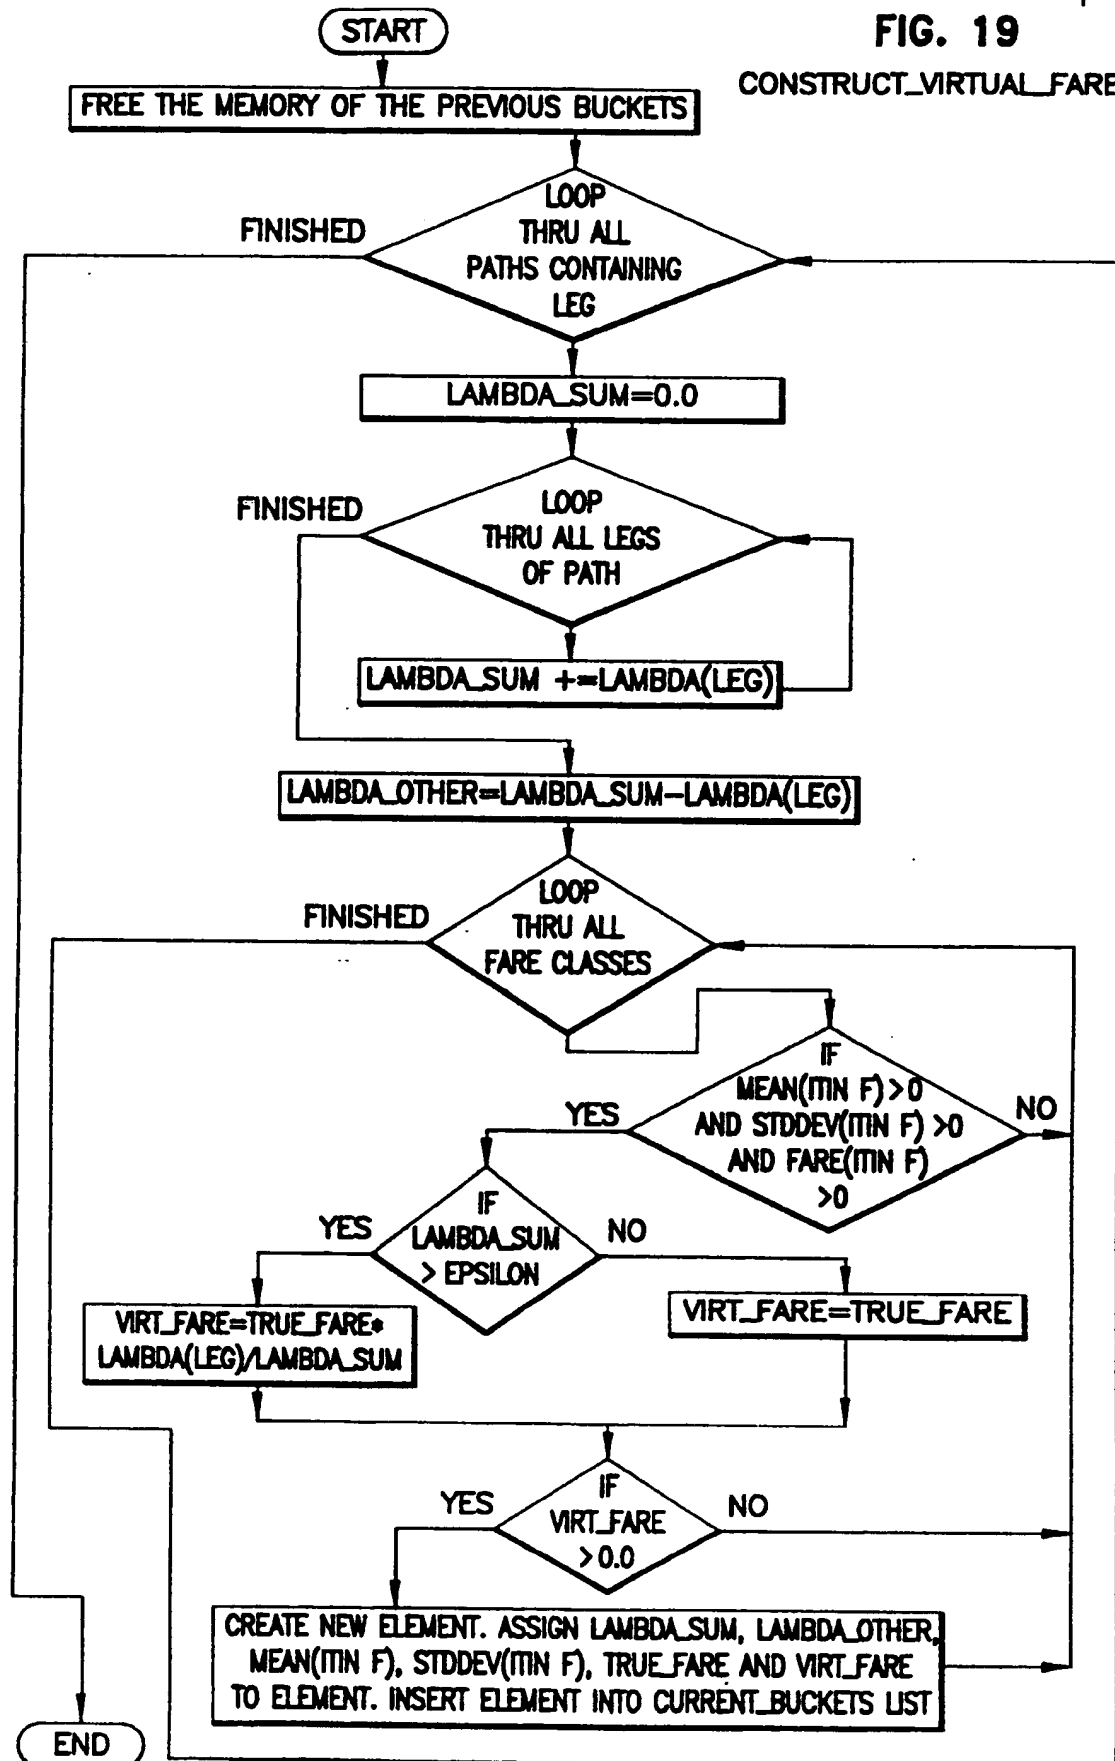 START
FIG. 19
CONSTRUCT_VIRTUAL_FARE
FREE THE MEMORY OF THE PREVIOUS BUCKETS
LOOP
THRU ALL
PATHS CONTAINING
LEG
FINISHED
LAMBDA_SUM=0.0
LOOP
THRU ALL LEGS
OF PATH
FINISHED
LAMBDA_SUM +=LAMBDA(LEG)
LAMBDA_OTHER=LAMBDA_SUM-LAMBDA(LEG)
LOOP
THRU ALL
FARE CLASSES
FINISHED
IF
MEAN(ITIN F)>0
AND STDDEV(ITIN F) >0
AND FARE(ITIN F)
>0
YES
NO
IF
LAMBDA_SUM
> EPSILON
YES
NO
VIRT_FARE=TRUE_FARE*
LAMBDA(LEG)/LAMBDA_SUM
VIRT_FARE=TRUE_FARE
IF
VIRT_FARE
>0.0
YES
NO
CREATE NEW ELEMENT. ASSIGN LAMBDA_SUM, LAMBDA_OTHER,
MEAN(ITIN F), STDDEV(ITIN F), TRUE_FARE AND VIRT_FARE
TO ELEMENT. INSERT ELEMENT INTO CURRENT_BUCKETS LIST
END